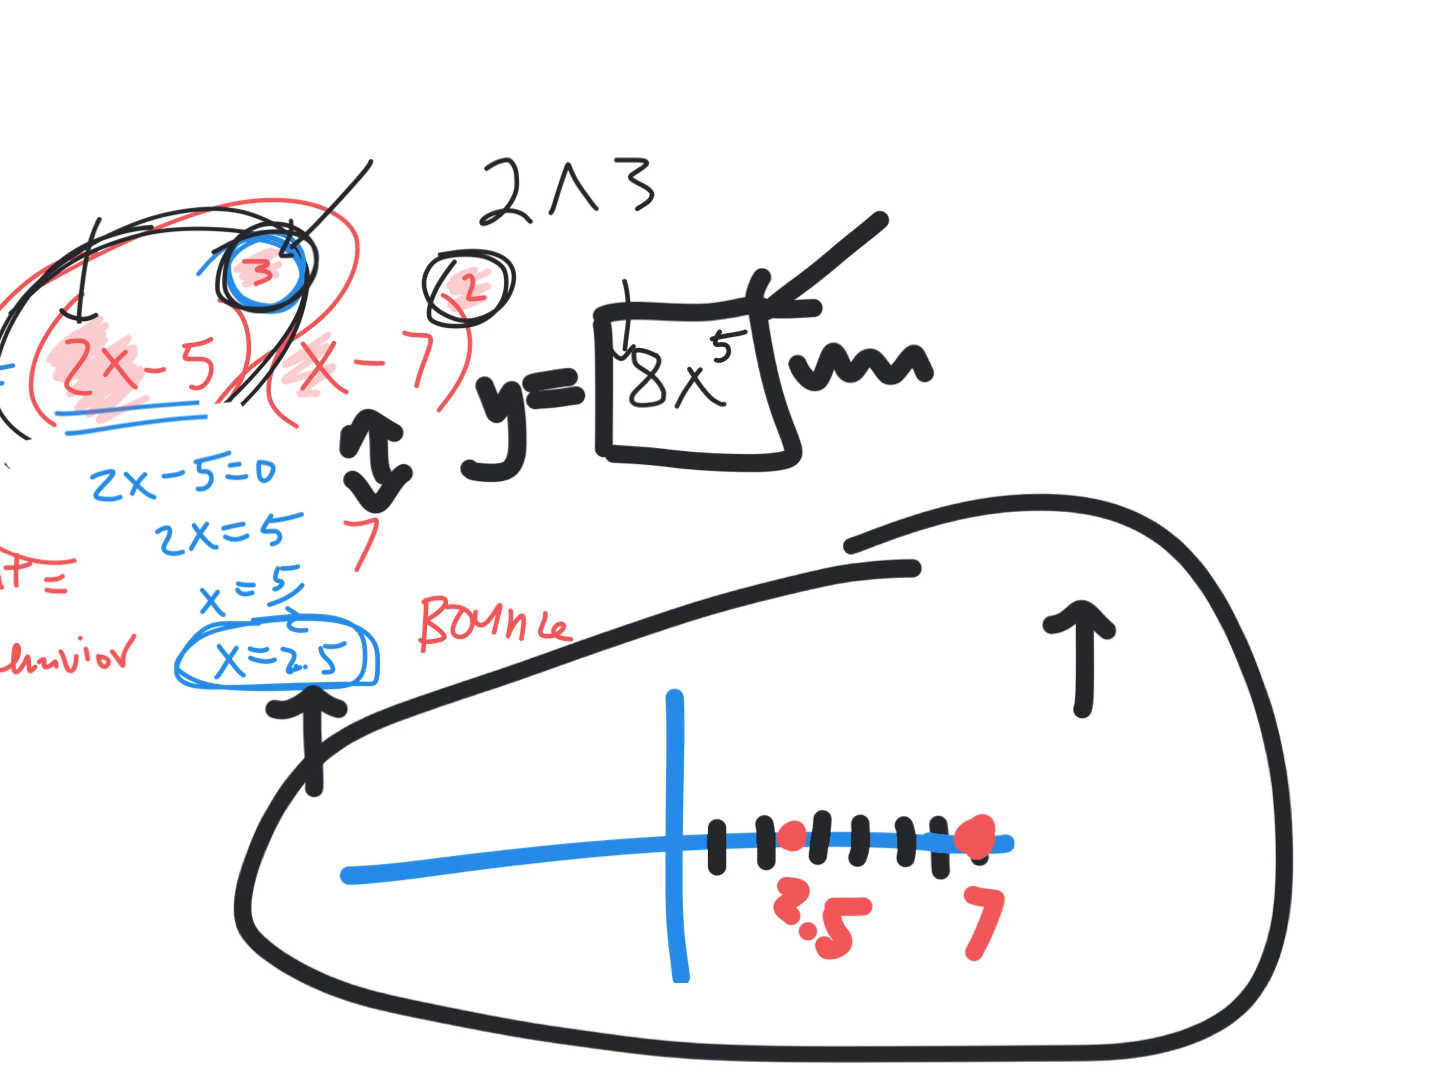 2^3
(2x-5)^3 (x-7)^2
y= 8x^5
2x-5=0
2x=5
7
x=5/2
BOUNCE
x=2.5
2.5 7